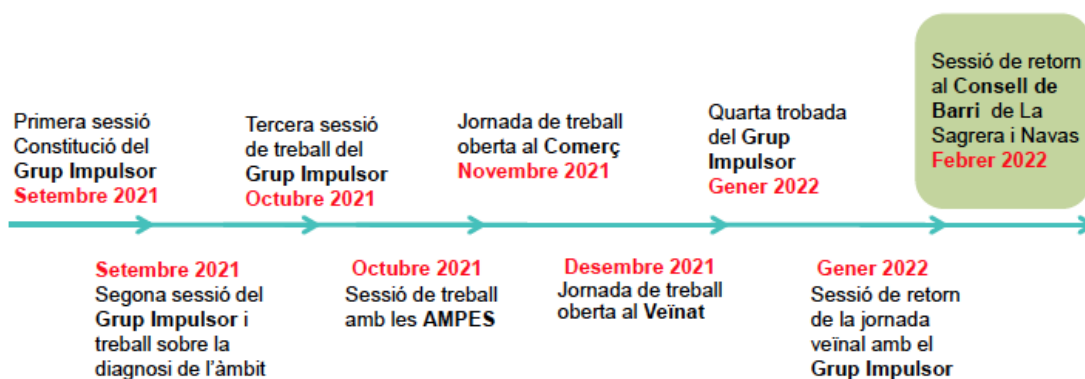 Primera sessió
Constitució del
Grup Impulsor
Setembre 2021
Tercera sessió
de treball del
Grup Impulsor
Octubre 2021
Jornada de treball
oberta al Comerç
Novembre 2021
Quarta trobada
del Grup
Impulsor
Gener 2022
Sessió de retorn
al Consell de
Barri de La
Sagrera i Navas
Febrer 2022
Setembre 2021
Segona sessió del
Grup Impulsor i
treball sobre la
diagnosi de l'àmbit
Octubre 2021
Sessió de treball
amb les AMPES
Desembre 2021
Jornada de treball
oberta al Veïnat
Gener 2022
Sessió de retorn
de la jornada
veïnal amb el
Grup Impulsor